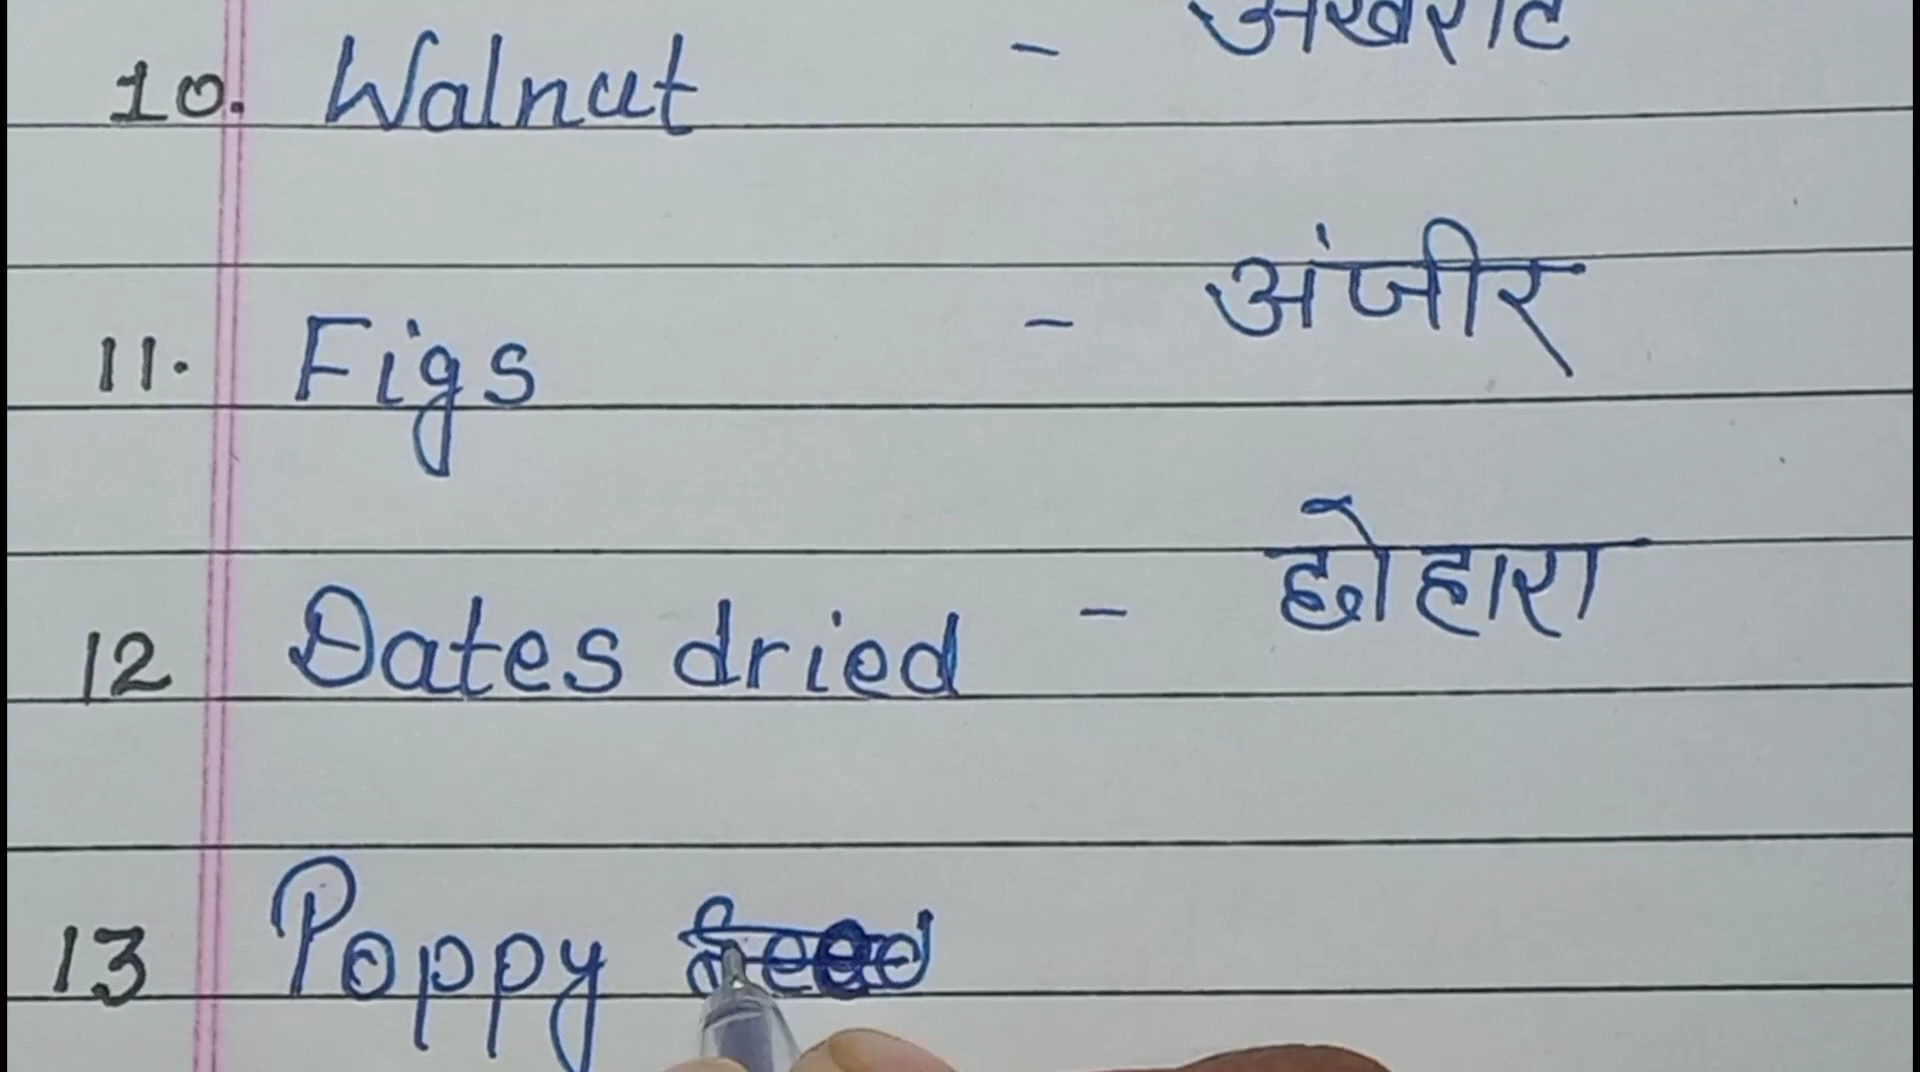 10. Walnut - अखरोट
11. Figs - अंजीर
12 Dates dried - छोहारा
13 Poppy